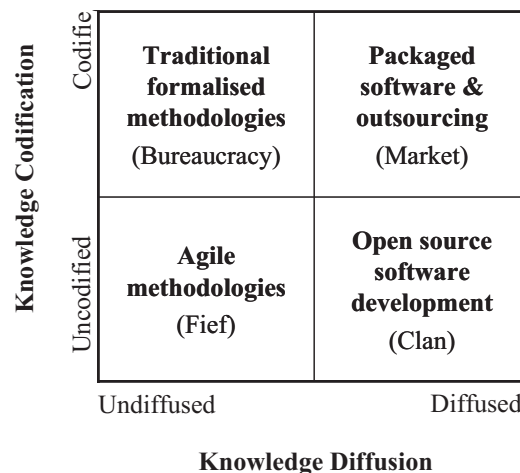 Knowledge Codification
Codifie
Uncodified
Traditional
formalised
methodologies
(Bureaucracy)
Packaged
software &
outsourcing
(Market)
Agile
methodologies
(Fief)
Open source
software
development
(Clan)
Undiffused
Diffused
Knowledge Diffusion